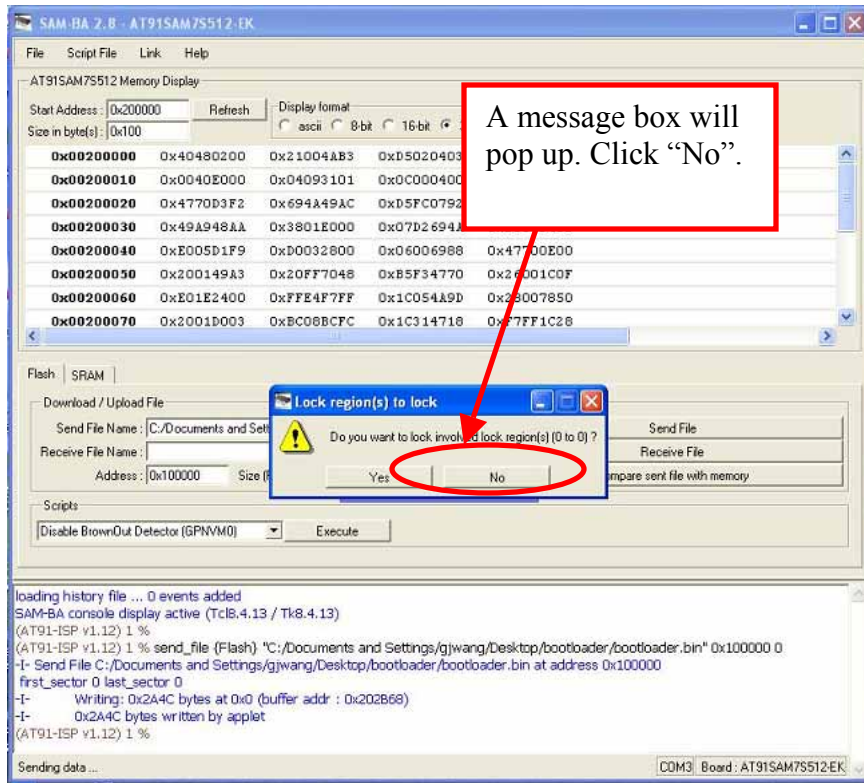 SAM-BA 2.8 - AT91SAM7S512-EK
File Script File Link Help
AT91SAM7S512 Memory Display
Start Address : 0x200000 Refresh Display format
Size in byte(s) : 0x100 ascii 8-bit 16-bit
A message box will
pop up. Click “No”.
0x00200000 0x40480200 0x21004AB3 0xD5020403
0x00200010 0x0040E000 0x04093101 0x0C000400
0x00200020 0x4770D3F2 0x694A49AC 0xD5FC0792
0x00200030 0x49A948AA 0x3801E000 0x07D2694A
0x00200040 0xE005D1F9 0xD0032800 0x06006988 0x47700E00
0x00200050 0x200149A3 0x20FF7048 0xB5F34770 0x26001C0F
0x00200060 0xE01E2400 0xFFE4F7FF 0x1C054A9D 0x28007850
0x00200070 0x2001D003 0xBC08BCFC 0x1C314718 0xF7FF1C28
Flash SRAM
Download / Upload File
Send File Name : C:/Documents and Sett Send File
Receive File Name : Receive File
Address : 0x100000 Size (F mpare sent file with memory
Lock region(s) to lock
Do you want to lock involved lock region(s) (0 to 0) ?
Yes No
Scripts
Disable BrownOut Detector (GPNVM0) Execute
loading history file ... 0 events added
SAM-BA console display active (Tcl8.4.13 / Tk8.4.13)
(AT91-ISP v1.12) 1 %
(AT91-ISP v1.12) 1 % send_file {Flash} "C:/Documents and Settings/gjwang/Desktop/bootloader/bootloader.bin" 0x100000 0
-I- Send File C:/Documents and Settings/gjwang/Desktop/bootloader/bootloader.bin at address 0x100000
first_sector 0 last_sector 0
-I- Writing: 0x2A4C bytes at 0x0 (buffer addr : 0x202B68)
-I- 0x2A4C bytes written by applet
(AT91-ISP v1.12) 1 %
Sending data ... COM3 Board : AT91SAM7S512-EK